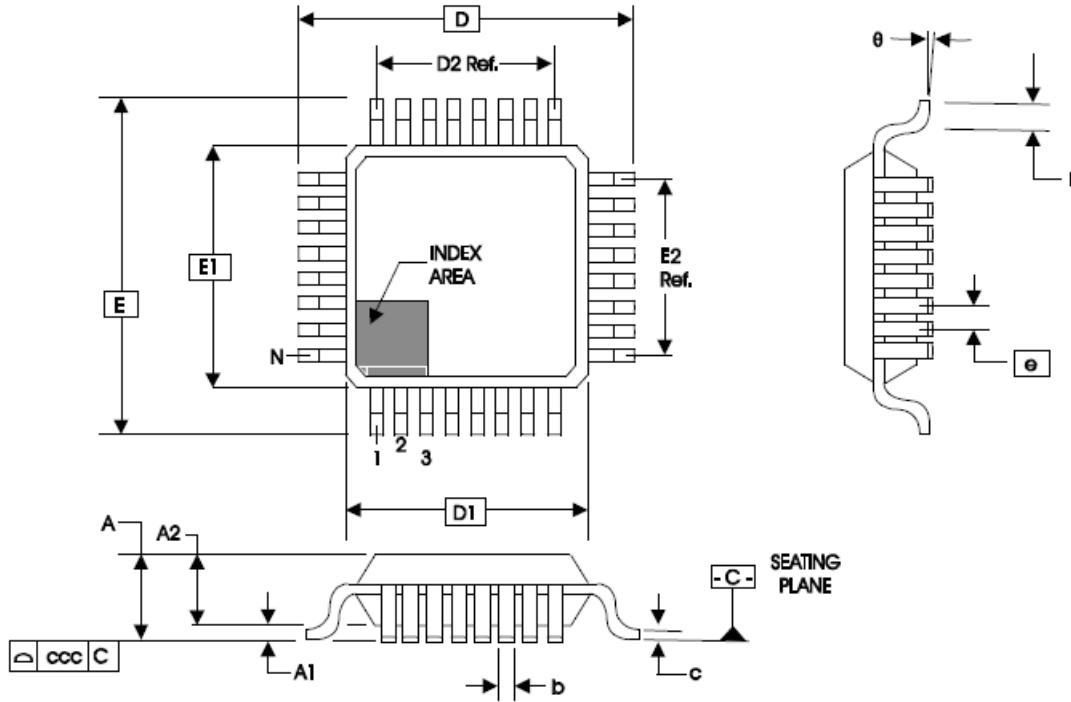 D
D2 Ref.
θ
E1
E
INDEX
AREA
E2
Ref.
N
1
2
3
e
D1
A
A2
- C -
SEATING
PLANE
ccc C
A1
b
c